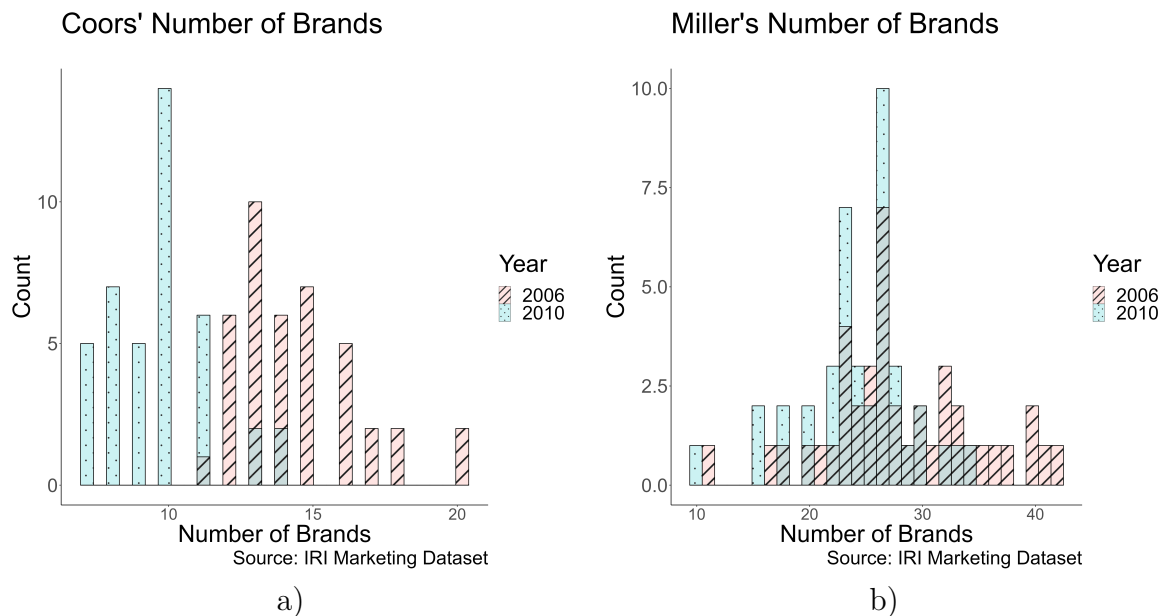 Coors' Number of Brands
Count
10
5
0
10
15
20
Number of Brands
Source: IRI Marketing Dataset
Year
2006
2010
a)
Miller's Number of Brands
Count
10.0
7.5
5.0
2.5
0.0
10
20
30
40
Number of Brands
Source: IRI Marketing Dataset
Year
2006
2010
b)